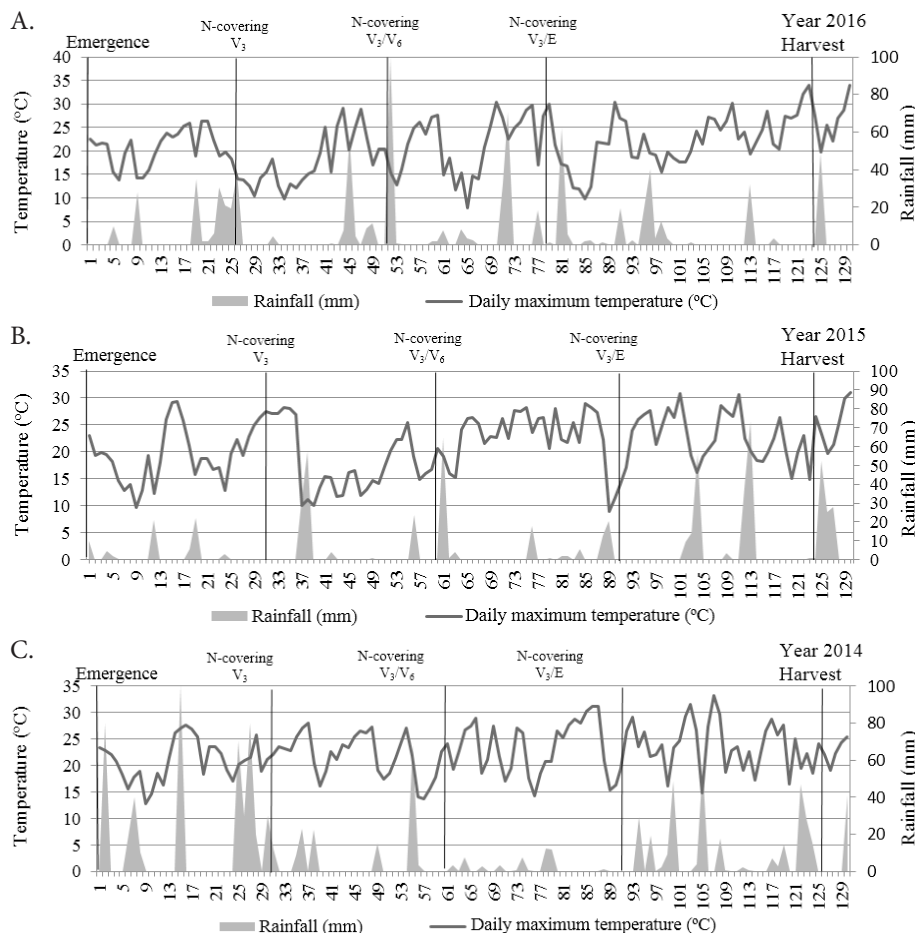 A.
Year 2016
N-covering N-covering N-covering
Emergence V₃ V₃/V₆ V₃/E Harvest
Temperature (ºC)
40
35
30
25
20
15
10
5
0
100
80
60
40
20
0
Rainfall (mm)
1 5 9 13 17 21 25 29 33 37 41 45 49 53 57 61 65 69 73 77 81 85 89 93 97 101 105 109 113 117 121 125 129
Rainfall (mm) Daily maximum temperature (ºC)
B.
Year 2015
N-covering N-covering N-covering
Emergence V₃ V₃/V₆ V₃/E Harvest
Temperature (ºC)
35
30
25
20
15
10
5
0
100
90
80
70
60
50
40
30
20
10
0
Rainfall (mm)
1 5 9 13 17 21 25 29 33 37 41 45 49 53 57 61 65 69 73 77 81 85 89 93 97 101 105 109 113 117 121 125 129
Rainfall (mm) Daily maximum temperature (ºC)
C.
Year 2014
N-covering N-covering N-covering
Emergence V₃ V₃/V₆ V₃/E Harvest
Temperature (ºC)
35
30
25
20
15
10
5
0
100
80
60
40
20
0
Rainfall (mm)
1 5 9 13 17 21 25 29 33 37 41 45 49 53 57 61 65 69 73 77 81 85 89 93 97 101 105 109 113 117 121 125 129
Rainfall (mm) Daily maximum temperature (ºC)